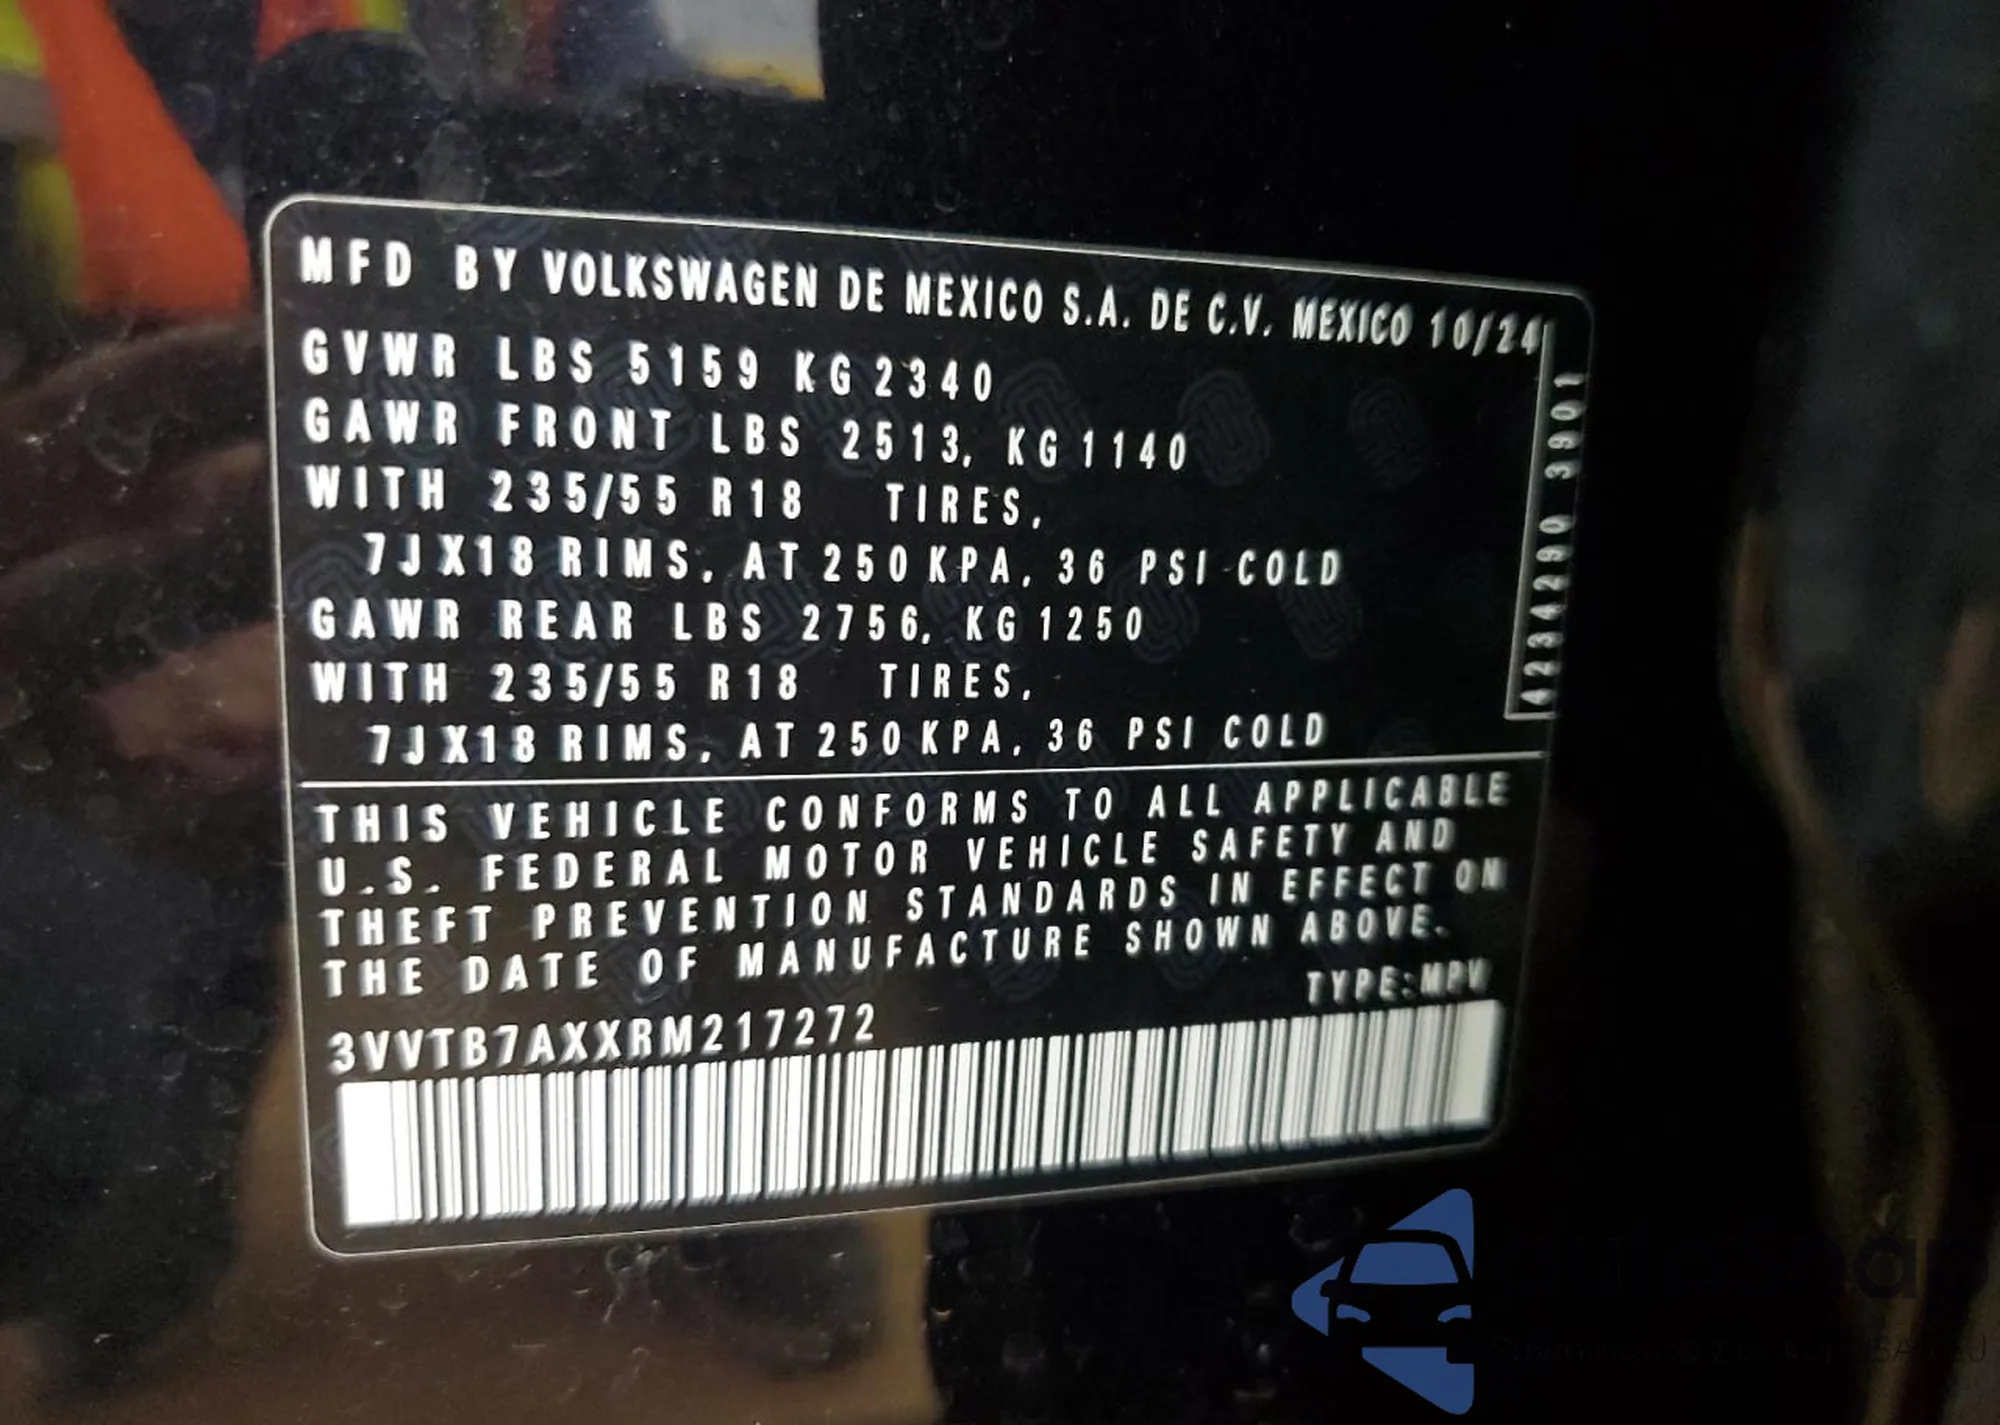 MFD BY VOLKSWAGEN DE MEXICO S.A. DE C.V. MEXICO 10/24
GVWR LBS 5159 KG 2340
GAWR FRONT LBS 2513, KG 1140
WITH 235/55 R18 TIRES,
7JX18 RIMS, AT 250 KPA, 36 PSI COLD
GAWR REAR LBS 2756, KG 1250
WITH 235/55 R18 TIRES,
7JX18 RIMS, AT 250 KPA, 36 PSI COLD
4234290 3901
THIS VEHICLE CONFORMS TO ALL APPLICABLE
U.S. FEDERAL MOTOR VEHICLE SAFETY AND
THEFT PREVENTION STANDARDS IN EFFECT ON
THE DATE OF MANUFACTURE SHOWN ABOVE.
TYPE:MPV
3VVTB7AXXRM217272